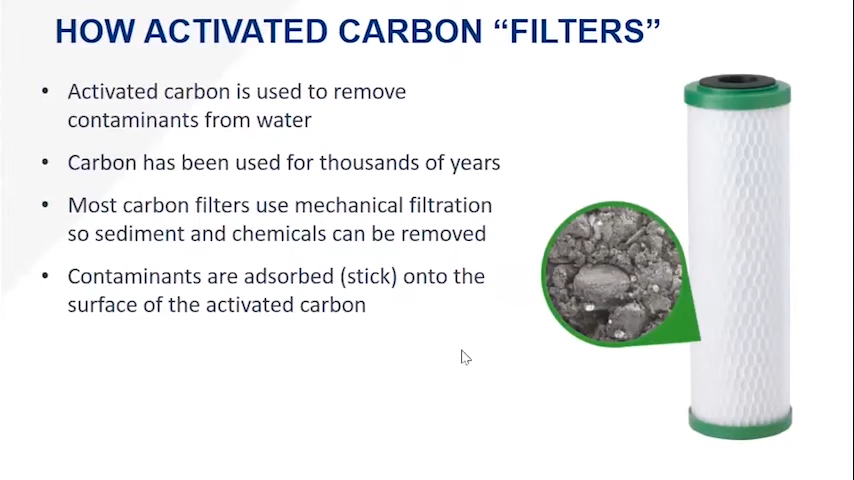 HOW ACTIVATED CARBON “FILTERS”
• Activated carbon is used to remove
contaminants from water
• Carbon has been used for thousands of years
• Most carbon filters use mechanical filtration
so sediment and chemicals can be removed
• Contaminants are adsorbed (stick) onto the
surface of the activated carbon